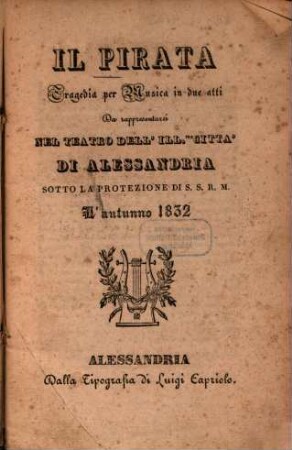 IL PIRATA
Tragedia per Musica in due atti
Da rappresentarsi
NEL TEATRO DELL' ILL.ma CITTA'
DI ALESSANDRIA
SOTTO LA PROTEZIONE DI S. S. R. M.
L'autunno 1832
ALESSANDRIA
Dalla Tipografia di Luigi Capriolo.